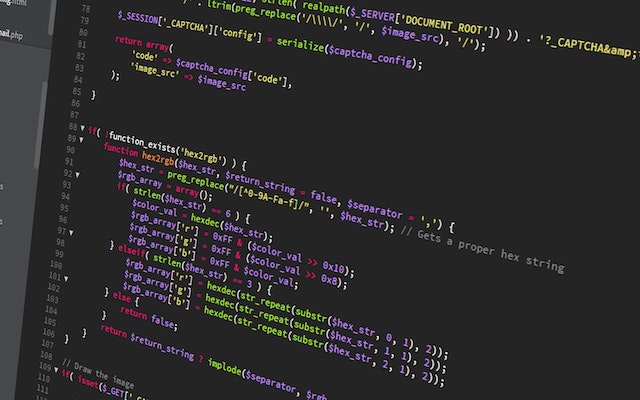 ng.html
nail.php
'/' . ltrim(preg_replace('/\\\\/', '/', $image_src), '/');
strlen( realpath($_SERVER['DOCUMENT_ROOT']) )) . '?_CAPTCHA&amp;
78
79 $_SESSION['_CAPTCHA']['config'] = serialize($captcha_config);
80
81 return array(
82 'code' => $captcha_config['code'],
83 'image_src' => $image_src
84 );
85 }
86
87
88 if( !function_exists('hex2rgb') ) {
89 function hex2rgb($hex_str, $return_string = false, $separator = ',') {
90 $hex_str = preg_replace("/[^0-9A-Fa-f]/", '', $hex_str); // Gets a proper hex string
91 $rgb_array = array();
92 if( strlen($hex_str) == 6 ) {
93 $color_val = hexdec($hex_str);
94 $rgb_array['r'] = 0xFF & ($color_val >> 0x10);
95 $rgb_array['g'] = 0xFF & ($color_val >> 0x8);
96 $rgb_array['b'] = 0xFF & $color_val;
97 } elseif( strlen($hex_str) == 3 ) {
98 $rgb_array['r'] = hexdec(str_repeat(substr($hex_str, 0, 1), 2));
99 $rgb_array['g'] = hexdec(str_repeat(substr($hex_str, 1, 1), 2));
100 $rgb_array['b'] = hexdec(str_repeat(substr($hex_str, 2, 1), 2));
101 } else {
102 return false;
103 }
104 return $return_string ? implode($separator, $rgb
105 }
106 }
107
108 // Draw the image
109 if( isset($_GET['
110
111